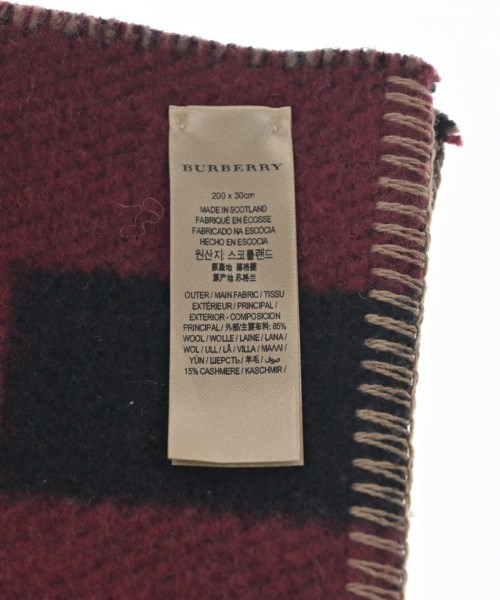 BURBERRY
200 x 30cm
MADE IN SCOTLAND
FABRIQUÉ EN ÉCOSSE
FABRICADO NA ESCÓCIA
HECHO EN ESCOCIA
원산지: 스코틀랜드
原産地 蘇格蘭
原产地 苏格兰
OUTER / MAIN FABRIC / TISSU
EXTÉRIEUR / PRINCIPAL /
EXTERIOR - COMPOSICION
PRINCIPAL / 外部/主要布料: 85%
WOOL / WOLLE / LAINE / LANA /
WOL / ULL / LÃ / VILLA / ΜΑΛΛΙ /
YÜN / ШЕРСТЬ / 羊毛 / صوف
15% CASHMERE / KASCHMIR /